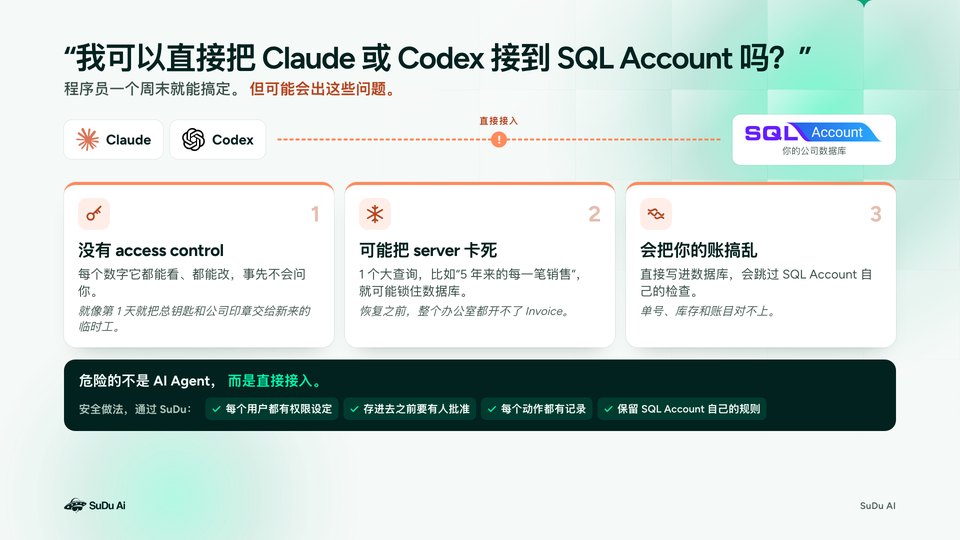 “我可以直接把 Claude 或 Codex 接到 SQL Account 吗？”
程序员一个周末就能搞定。 但可能会出这些问题。
直接接入
Claude
Codex
!
SQL Account
你的公司数据库
1
没有 access control
每个数字它都能看、都能改，事先不会问
你。
就像第 1 天就把总钥匙和公司印章交给新来的
临时工。
2
可能把 server 卡死
1 个大查询，比如“5 年来的每一笔销售”，
就可能锁住数据库。
恢复之前，整个办公室都开不了 Invoice。
3
会把你的账搞乱
直接写进数据库，会跳过 SQL Account 自
己的检查。
单号、库存和账目对不上。
危险的不是 AI Agent， 而是直接接入。
安全做法，通过 SuDu： 每个用户都有权限设定 存进去之前要有人批准 每个动作都有记录 保留 SQL Account 自己的规则
SuDu Ai
SuDu AI